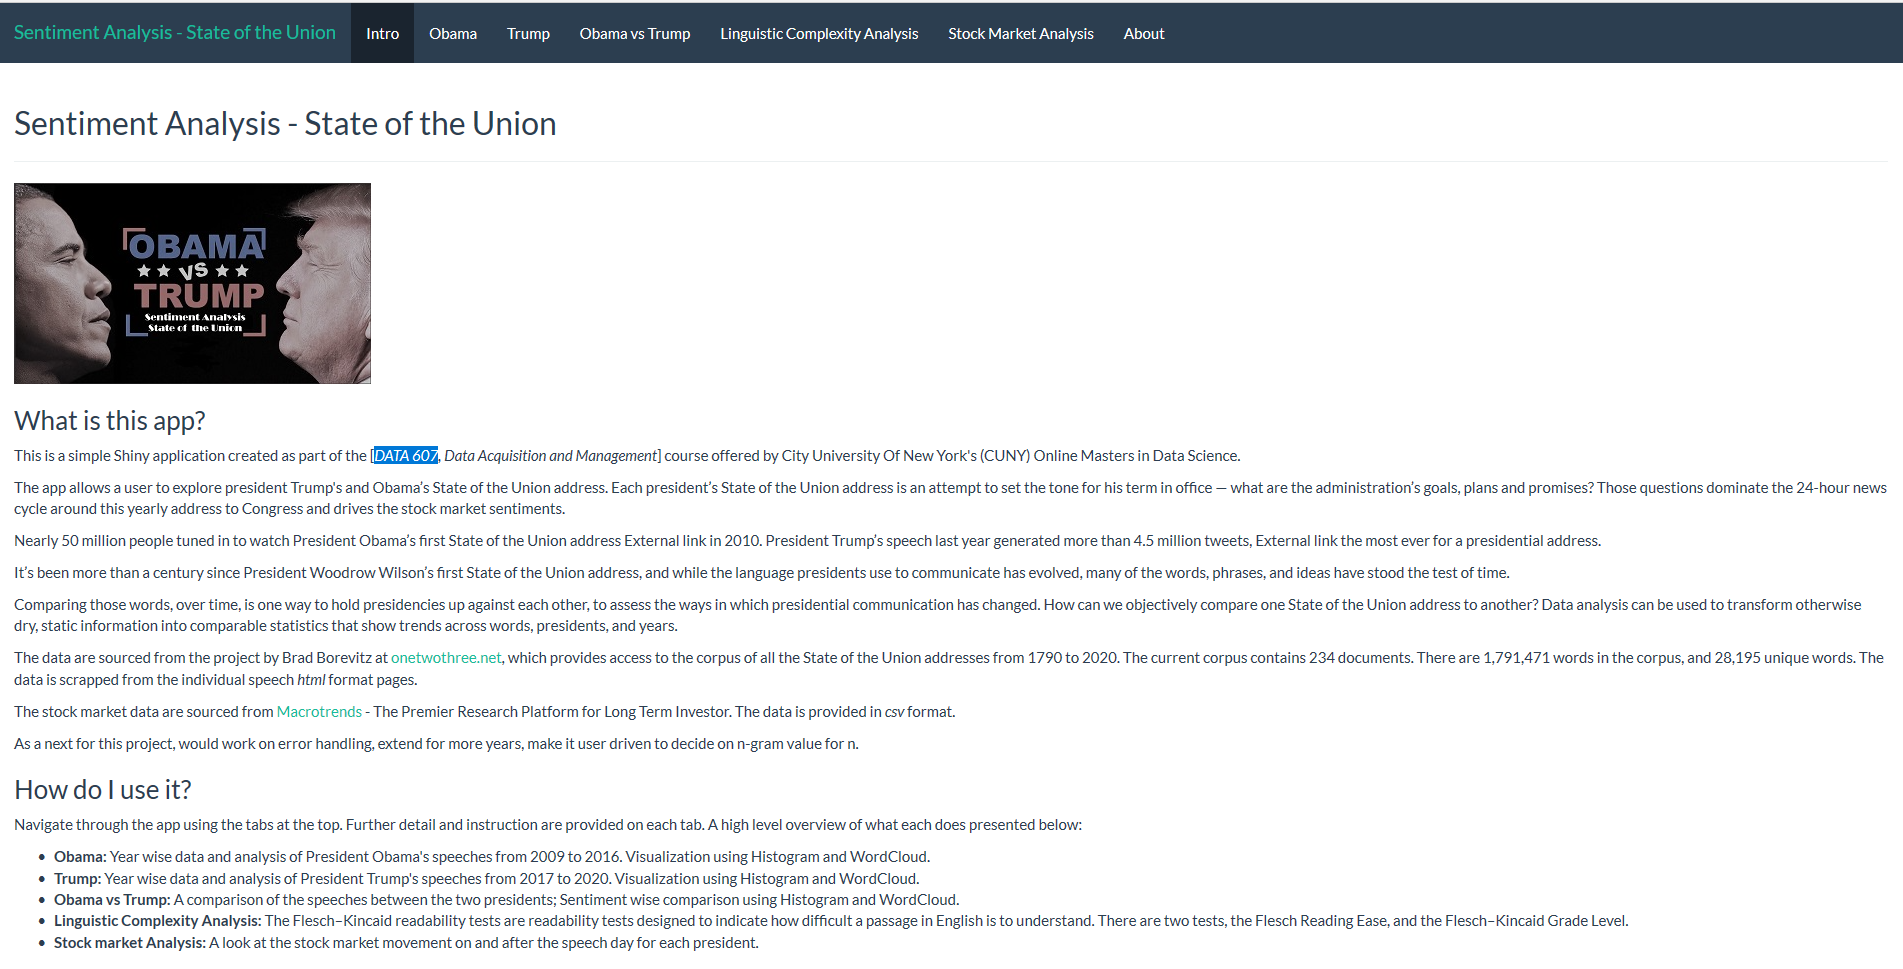 Sentiment Analysis - State of the Union Intro Obama Trump Obama vs Trump Linguistic Complexity Analysis Stock Market Analysis About
Sentiment Analysis - State of the Union
OBAMA
VS
TRUMP
Sentiment Analysis
State of the Union
What is this app?
This is a simple Shiny application created as part of the [DATA 607, Data Acquisition and Management] course offered by City University Of New York's (CUNY) Online Masters in Data Science.
The app allows a user to explore president Trump's and Obama’s State of the Union address. Each president’s State of the Union address is an attempt to set the tone for his term in office — what are the administration’s goals, plans and promises? Those questions dominate the 24-hour news
cycle around this yearly address to Congress and drives the stock market sentiments.
Nearly 50 million people tuned in to watch President Obama’s first State of the Union address External link in 2010. President Trump’s speech last year generated more than 4.5 million tweets, External link the most ever for a presidential address.
It’s been more than a century since President Woodrow Wilson’s first State of the Union address, and while the language presidents use to communicate has evolved, many of the words, phrases, and ideas have stood the test of time.
Comparing those words, over time, is one way to hold presidencies up against each other, to assess the ways in which presidential communication has changed. How can we objectively compare one State of the Union address to another? Data analysis can be used to transform otherwise
dry, static information into comparable statistics that show trends across words, presidents, and years.
The data are sourced from the project by Brad Borevitz at onetwothree.net, which provides access to the corpus of all the State of the Union addresses from 1790 to 2020. The current corpus contains 234 documents. There are 1,791,471 words in the corpus, and 28,195 unique words. The
data is scrapped from the individual speech html format pages.
The stock market data are sourced from Macrotrends - The Premier Research Platform for Long Term Investor. The data is provided in csv format.
As a next for this project, would work on error handling, extend for more years, make it user driven to decide on n-gram value for n.
How do I use it?
Navigate through the app using the tabs at the top. Further detail and instruction are provided on each tab. A high level overview of what each does presented below:
• Obama: Year wise data and analysis of President Obama's speeches from 2009 to 2016. Visualization using Histogram and WordCloud.
• Trump: Year wise data and analysis of President Trump's speeches from 2017 to 2020. Visualization using Histogram and WordCloud.
• Obama vs Trump: A comparison of the speeches between the two presidents; Sentiment wise comparison using Histogram and WordCloud.
• Linguistic Complexity Analysis: The Flesch–Kincaid readability tests are readability tests designed to indicate how difficult a passage in English is to understand. There are two tests, the Flesch Reading Ease, and the Flesch–Kincaid Grade Level.
• Stock market Analysis: A look at the stock market movement on and after the speech day for each president.